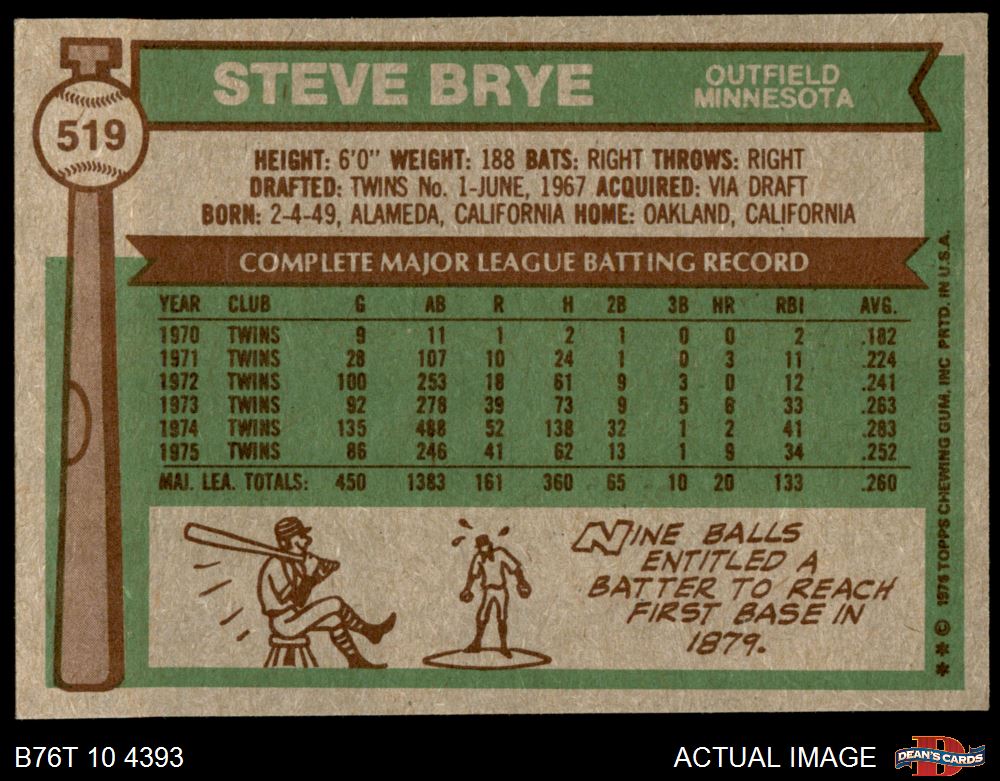 519
STEVE BRYE
OUTFIELD
MINNESOTA
HEIGHT: 6'0" WEIGHT: 188 BATS: RIGHT THROWS: RIGHT
DRAFTED: TWINS No. 1-JUNE, 1967 ACQUIRED: VIA DRAFT
BORN: 2-4-49, ALAMEDA, CALIFORNIA HOME: OAKLAND, CALIFORNIA
COMPLETE MAJOR LEAGUE BATTING RECORD
YEAR CLUB G AB R H 2B 3B HR RBI AVG.
1970 TWINS 9 11 1 2 1 0 0 2 .182
1971 TWINS 28 107 10 24 1 0 3 11 .224
1972 TWINS 100 253 18 61 9 3 0 12 .241
1973 TWINS 92 278 39 73 9 5 6 33 .263
1974 TWINS 135 488 52 138 32 1 2 41 .283
1975 TWINS 86 246 41 62 13 1 9 34 .252
MAJ. LEA. TOTALS: 450 1383 161 360 65 10 20 133 .260
NINE BALLS
ENTITLED A
BATTER TO REACH
FIRST BASE IN
1879.
* * © 1976 TOPPS CHEWING GUM, INC PRTD. IN U.S.A.
B76T 10 4393
ACTUAL IMAGE
D
DEAN'S CARDS